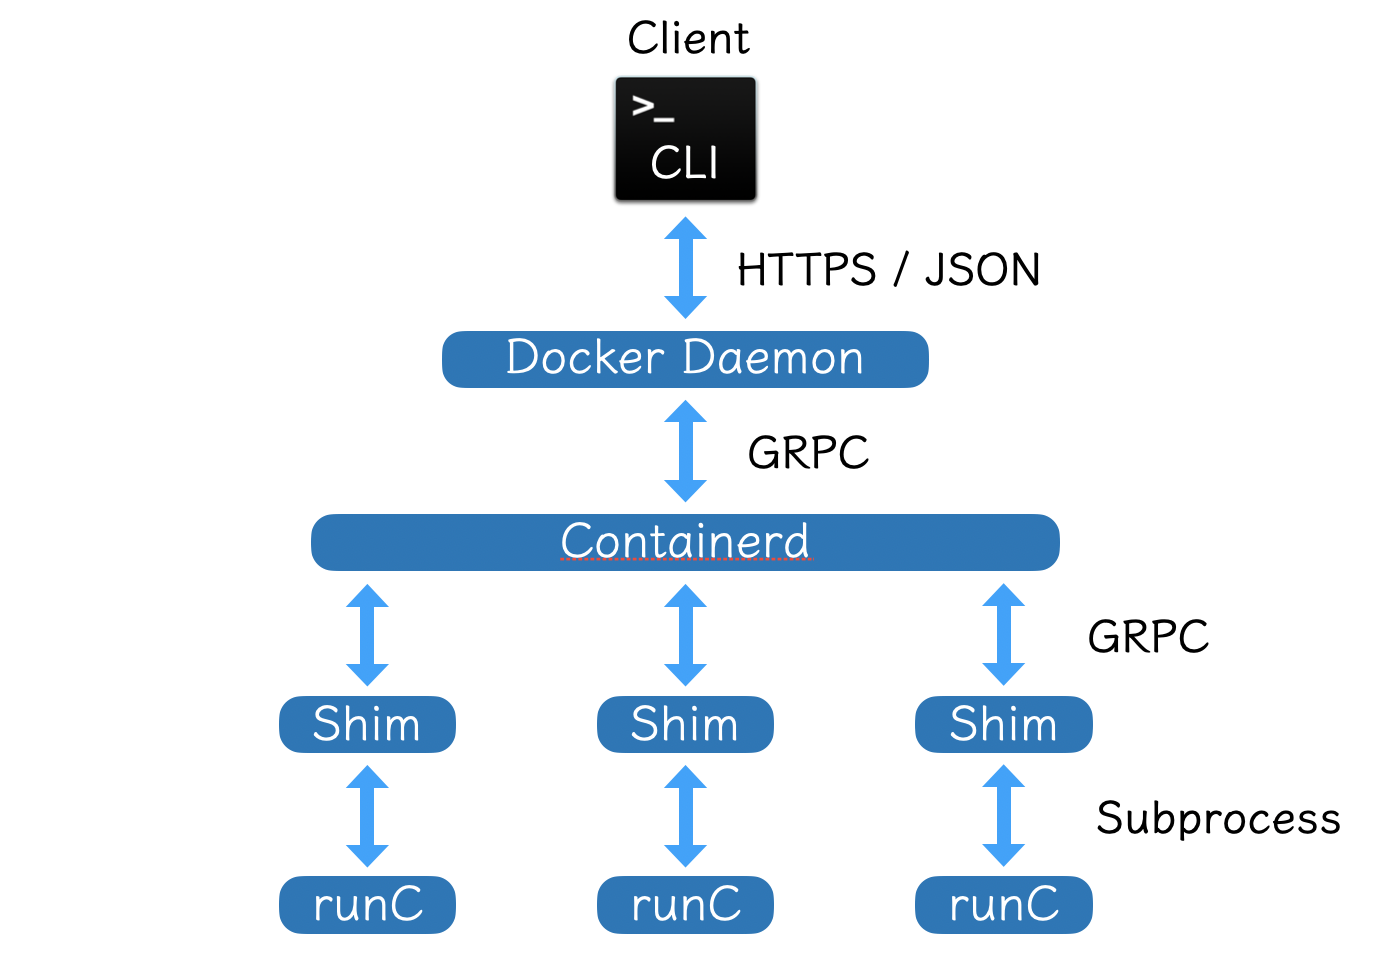 Client
>_
CLI
HTTPS / JSON
Docker Daemon
GRPC
Containerd
GRPC
Shim Shim Shim
Subprocess
runC runC runC